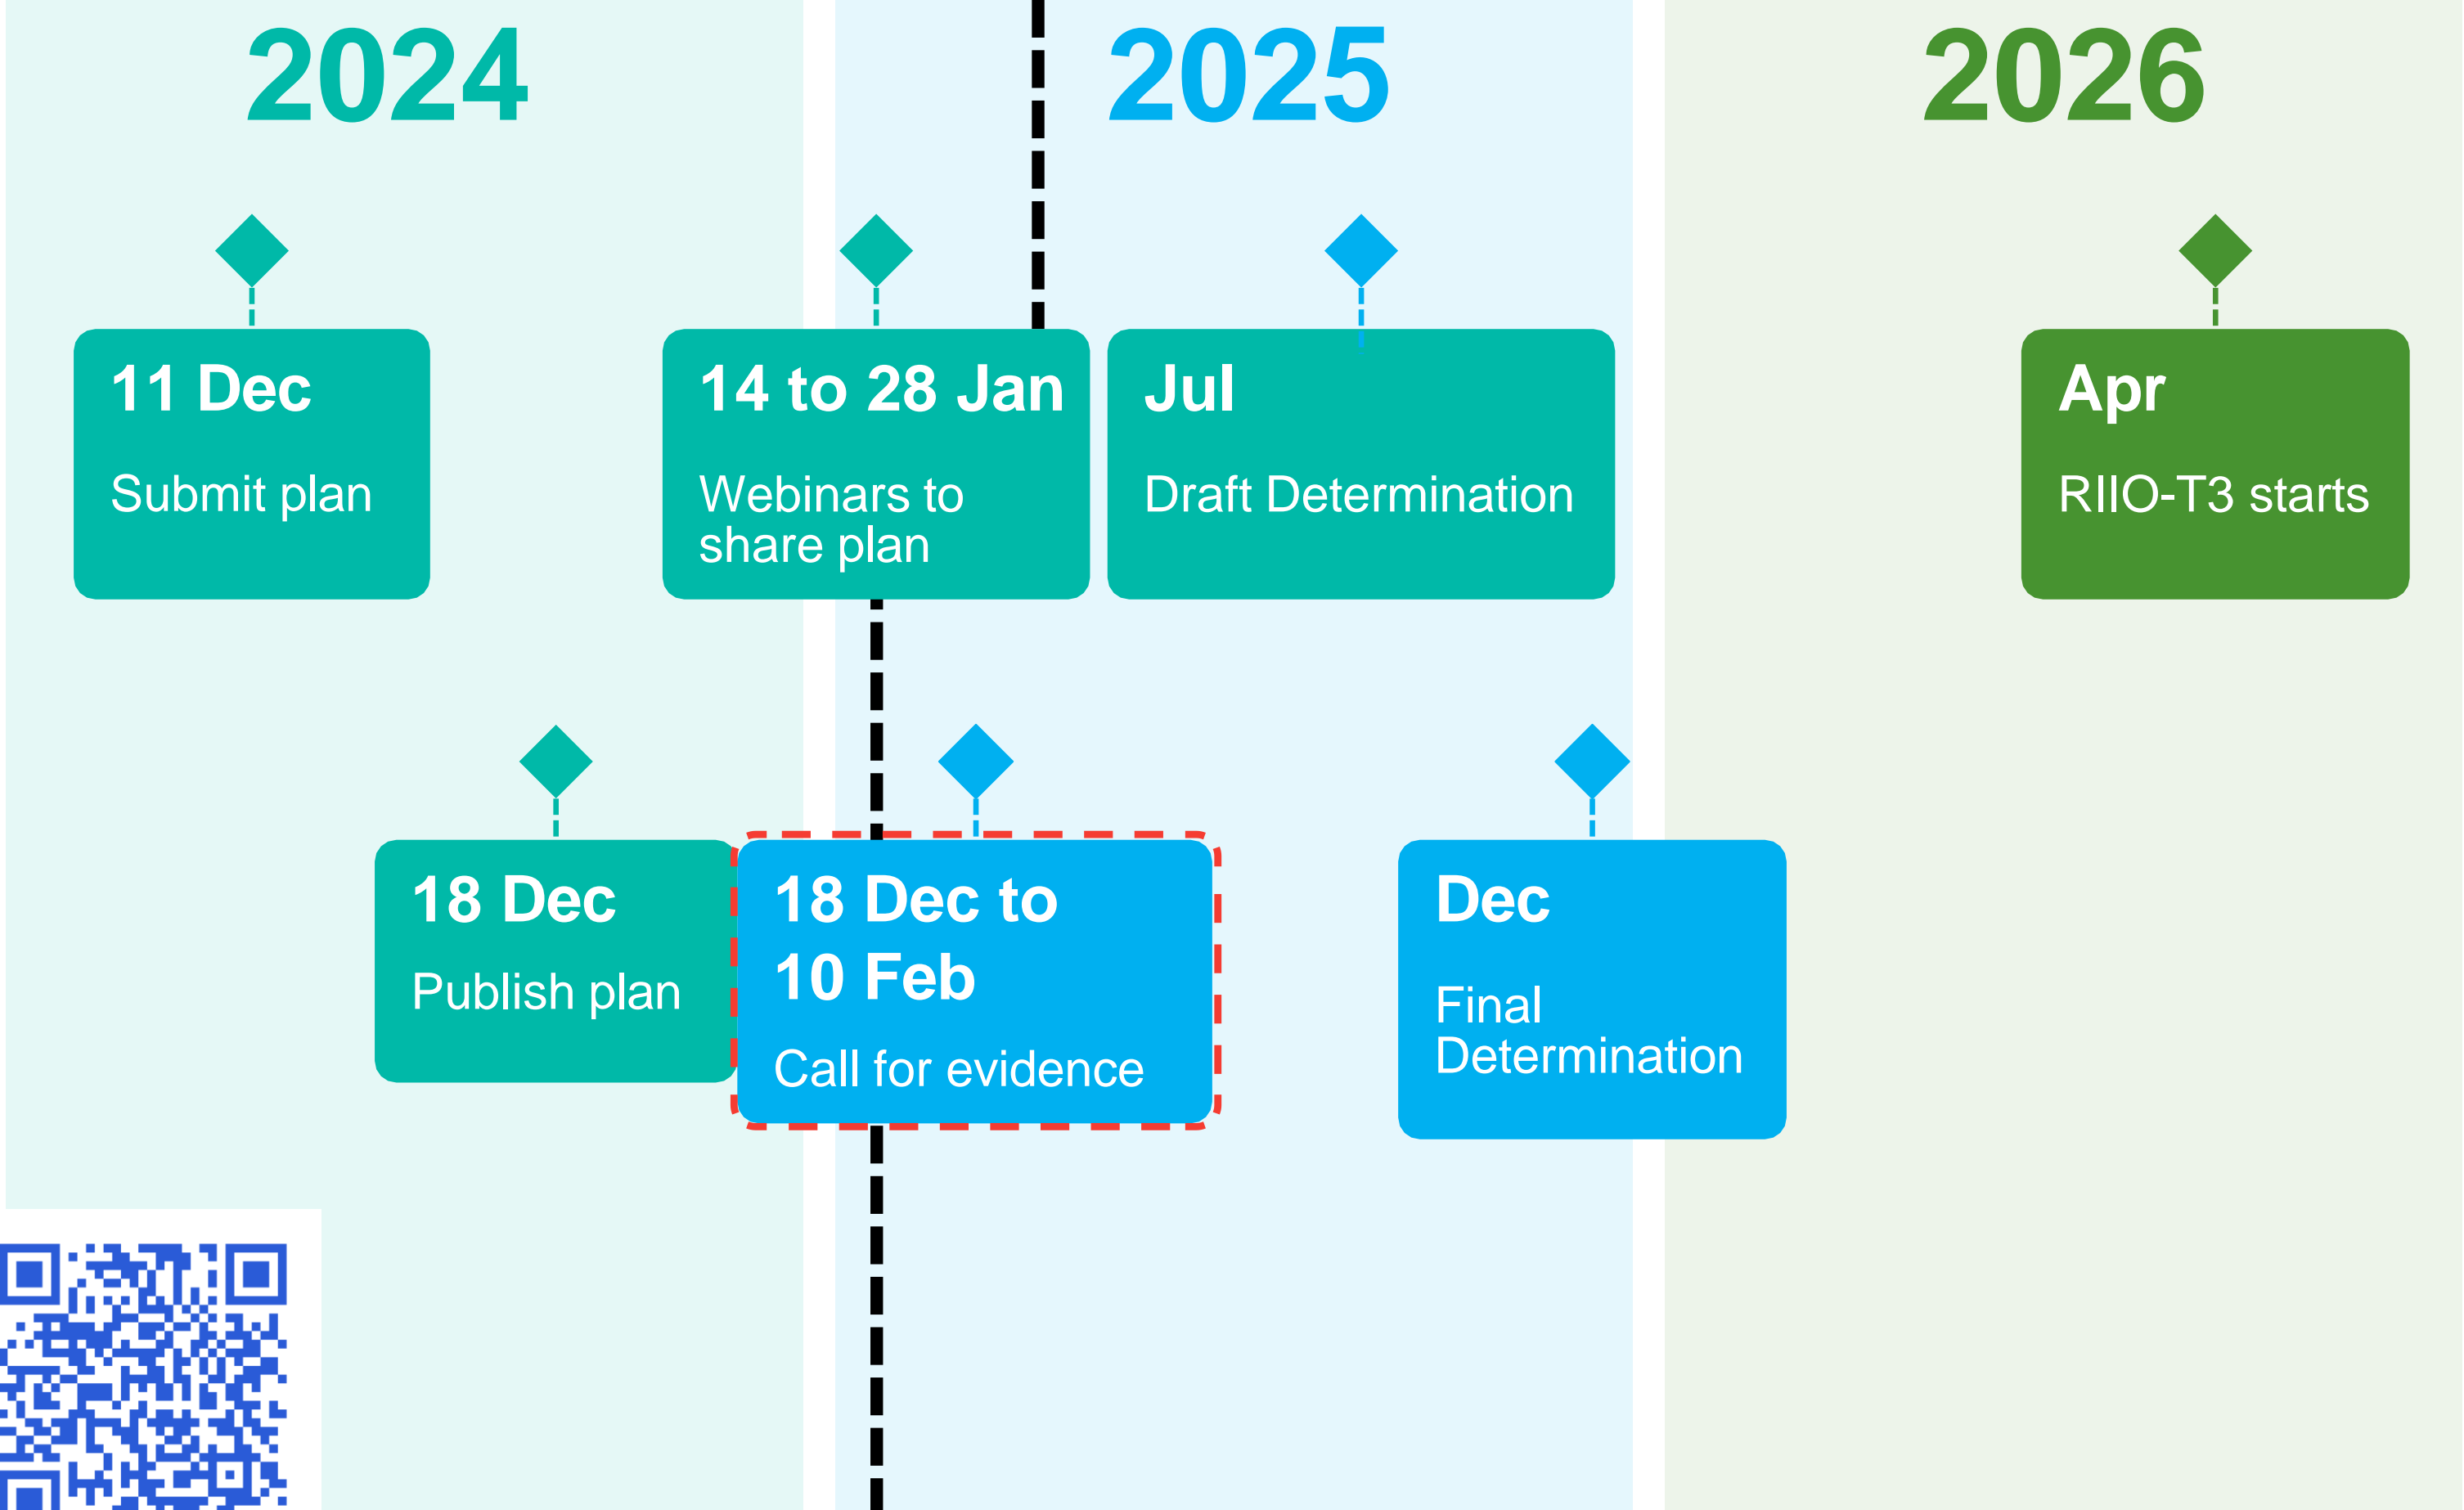 2024
2025
2026
11 Dec
Submit plan
14 to 28 Jan
Webinars to
share plan
Jul
Draft Determination
Apr
RIIO-T3 starts
18 Dec
Publish plan
18 Dec to
10 Feb
Call for evidence
Dec
Final
Determination